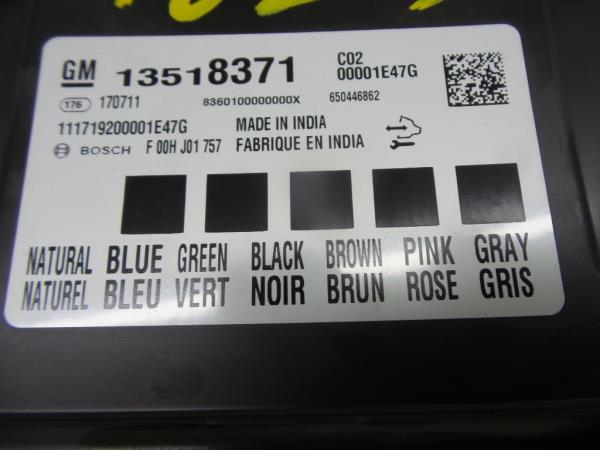 GM 13518371 C02
00001E47G
176 170711 8360100000000X 650446862
111719200001E47G MADE IN INDIA
BOSCH F 00H J01 757 FABRIQUE EN INDIA
NATURAL BLUE GREEN BLACK BROWN PINK GRAY
NATUREL BLEU VERT NOIR BRUN ROSE GRIS